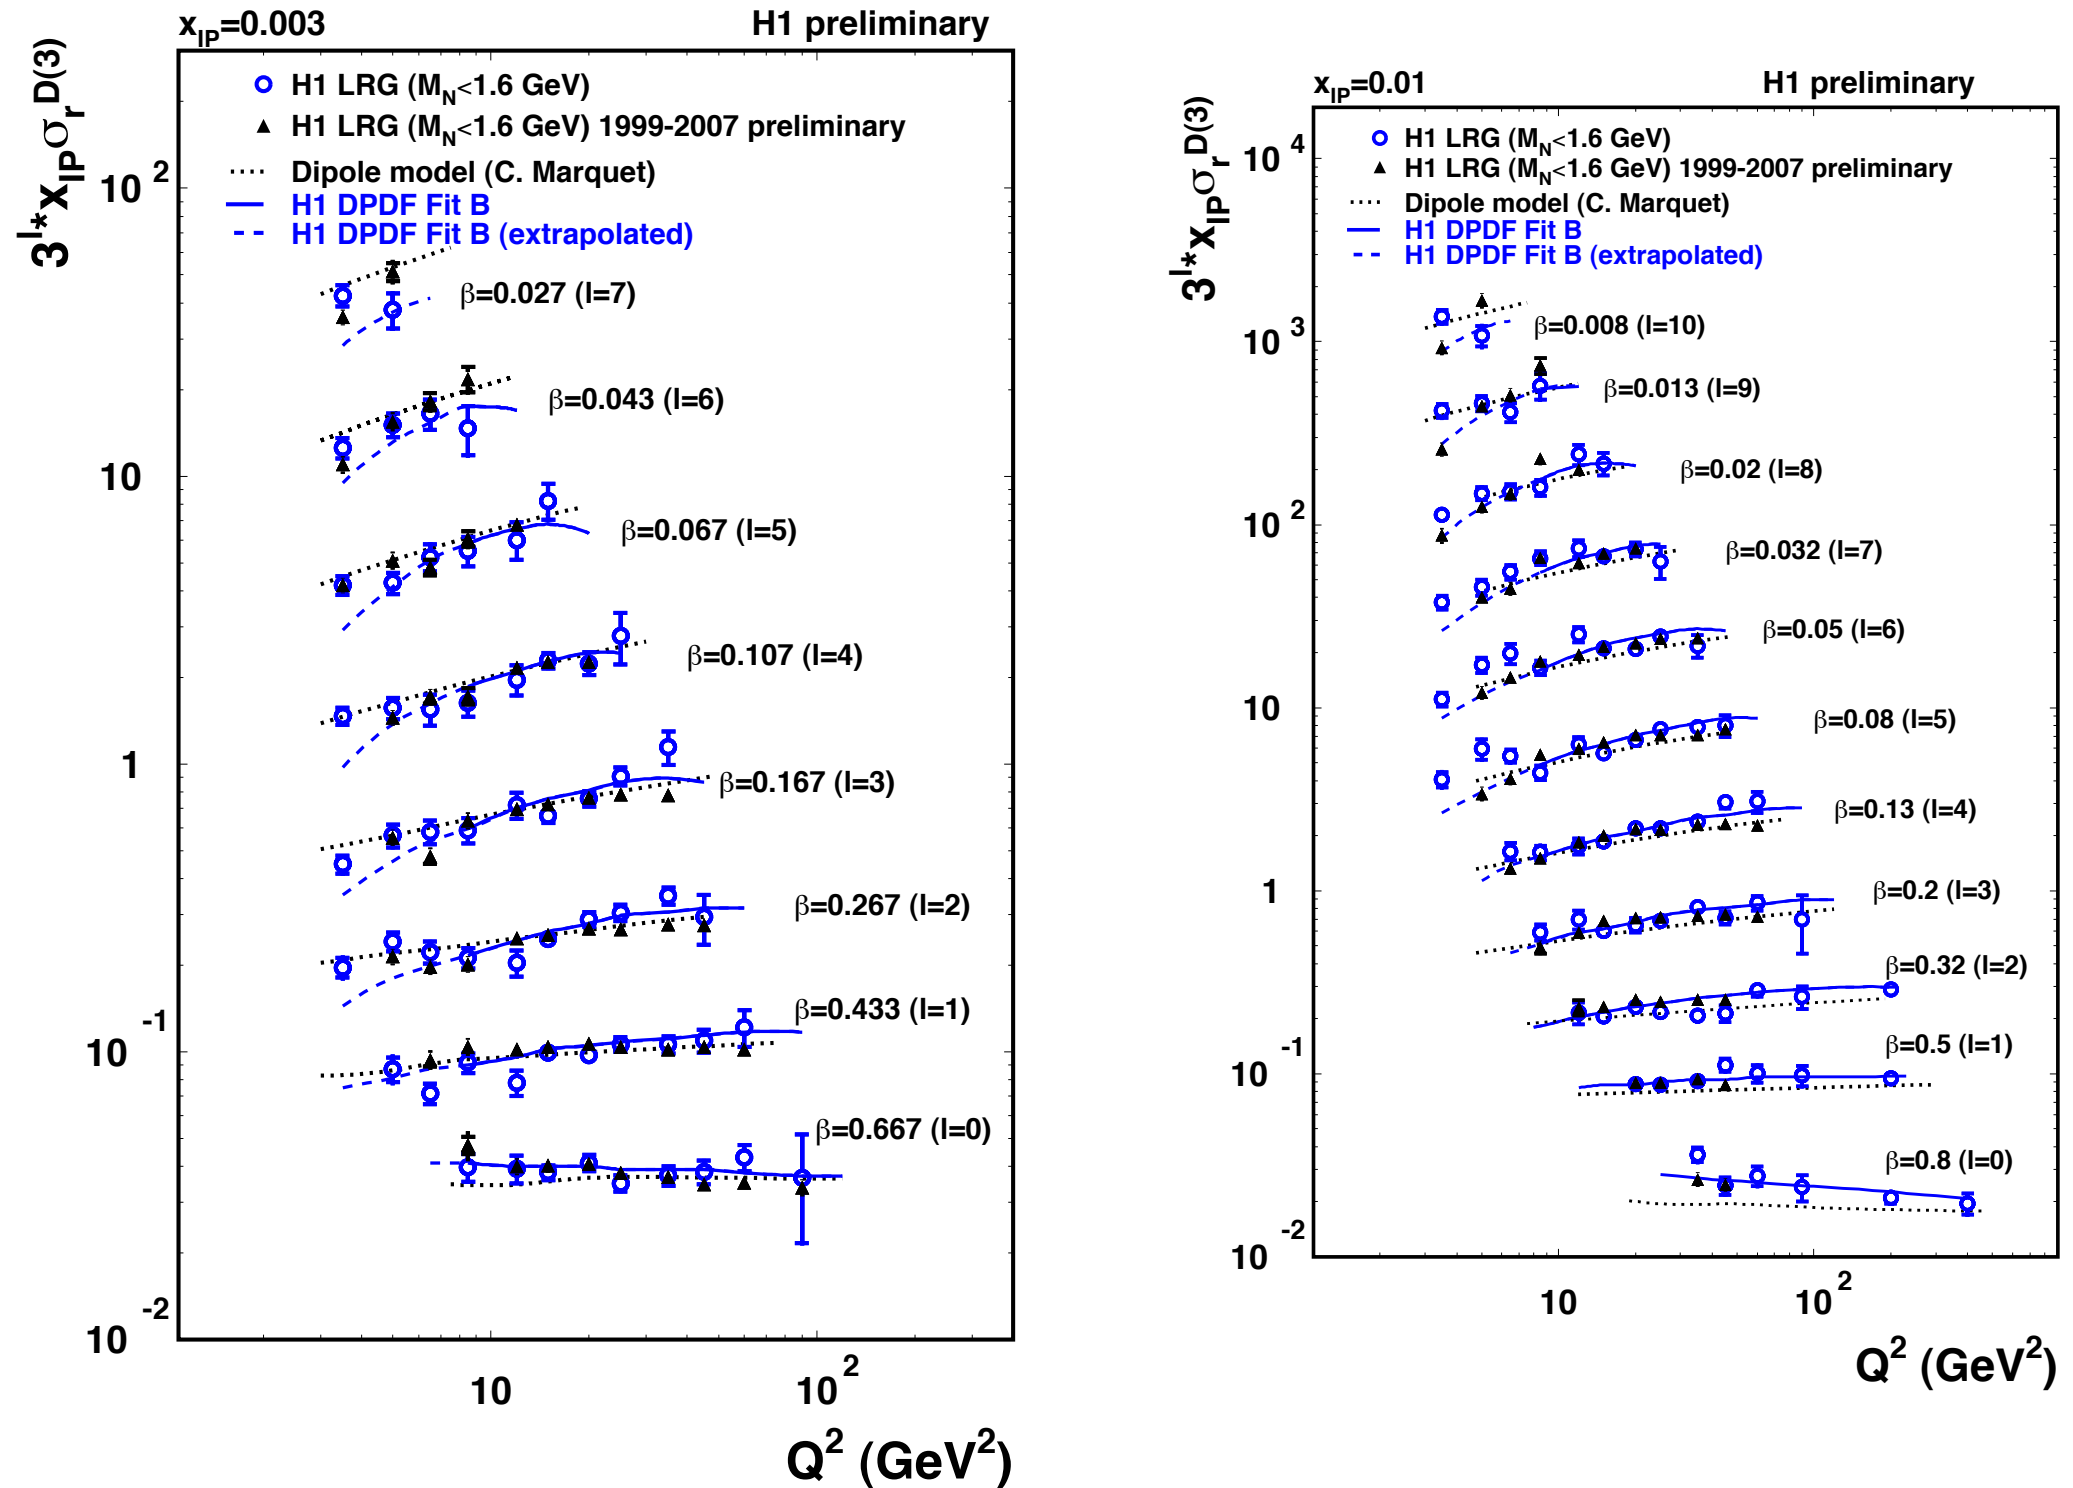 x_IP=0.003 H1 preliminary
3^l*x_IPσ_r^D(3)
H1 LRG (M_N<1.6 GeV)
H1 LRG (M_N<1.6 GeV) 1999-2007 preliminary
Dipole model (C. Marquet)
H1 DPDF Fit B
H1 DPDF Fit B (extrapolated)
10^2
10
1
10^-1
10^-2
β=0.027 (l=7)
β=0.043 (l=6)
β=0.067 (l=5)
β=0.107 (l=4)
β=0.167 (l=3)
β=0.267 (l=2)
β=0.433 (l=1)
β=0.667 (l=0)
10 10^2
Q^2 (GeV^2)
x_IP=0.01 H1 preliminary
3^l*x_IPσ_r^D(3)
H1 LRG (M_N<1.6 GeV)
H1 LRG (M_N<1.6 GeV) 1999-2007 preliminary
Dipole model (C. Marquet)
H1 DPDF Fit B
H1 DPDF Fit B (extrapolated)
10^4
10^3
10^2
10
1
10^-1
10^-2
β=0.008 (l=10)
β=0.013 (l=9)
β=0.02 (l=8)
β=0.032 (l=7)
β=0.05 (l=6)
β=0.08 (l=5)
β=0.13 (l=4)
β=0.2 (l=3)
β=0.32 (l=2)
β=0.5 (l=1)
β=0.8 (l=0)
10 10^2
Q^2 (GeV^2)